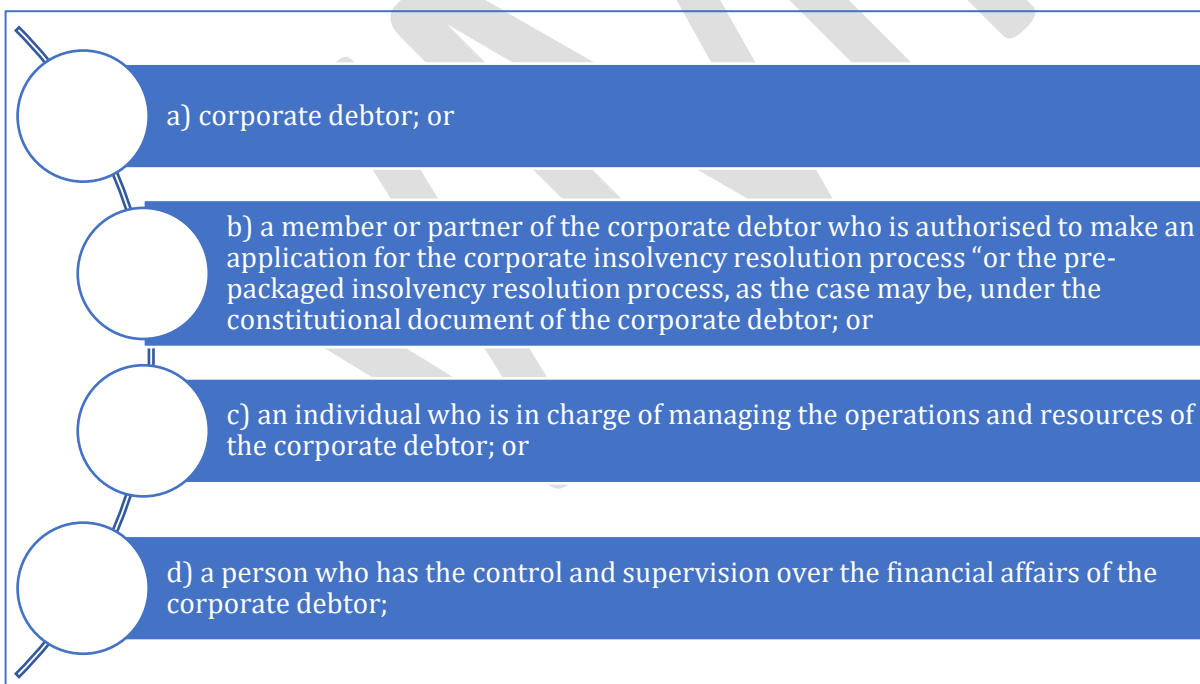 a) corporate debtor; or
b) a member or partner of the corporate debtor who is authorised to make an
application for the corporate insolvency resolution process “or the pre-
packaged insolvency resolution process, as the case may be, under the
constitutional document of the corporate debtor; or
c) an individual who is in charge of managing the operations and resources of
the corporate debtor; or
d) a person who has the control and supervision over the financial affairs of the
corporate debtor;